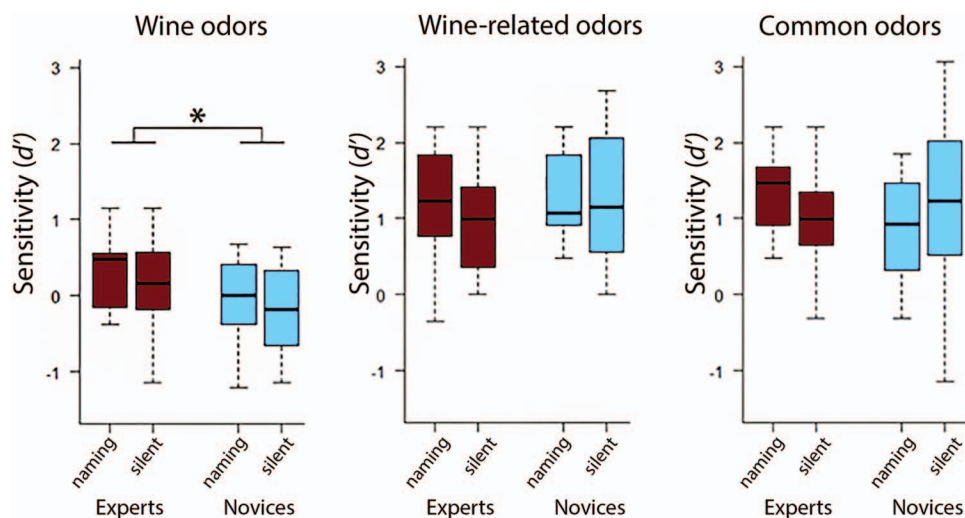 Wine odors
Sensitivity (d')
3
2
1
0
-1
*
naming
silent
naming
silent
Experts
Novices
Wine-related odors
Sensitivity (d')
3
2
1
0
-1
naming
silent
naming
silent
Experts
Novices
Common odors
Sensitivity (d')
3
2
1
0
-1
naming
silent
naming
silent
Experts
Novices